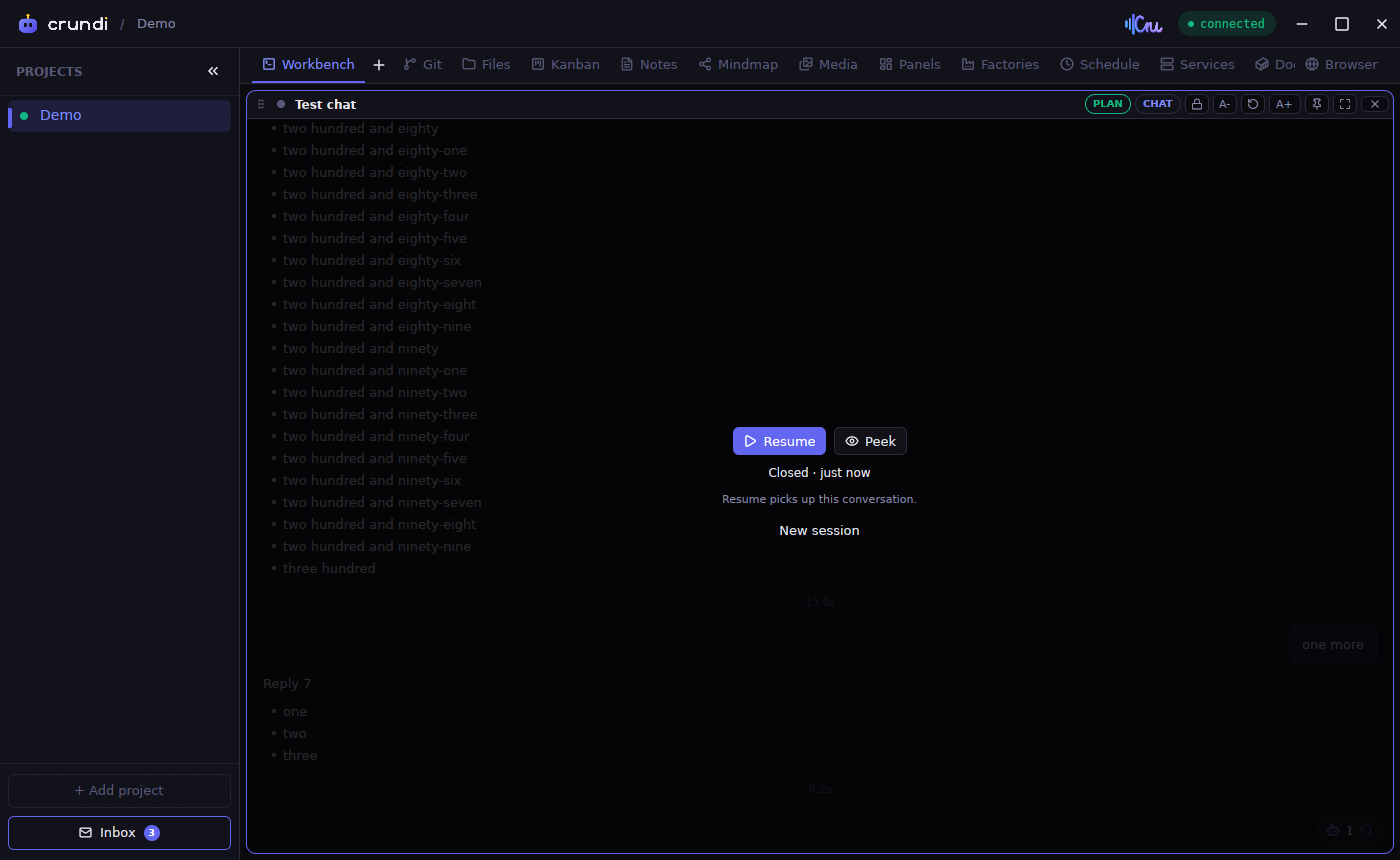 crundi / Demo
Cru
connected
PROJECTS
Workbench
Git
Files
Kanban
Notes
Mindmap
Media
Panels
Factories
Schedule
Services
Browser
Demo
Test chat
PLAN
CHAT
A-
A+
• two hundred and eighty
• two hundred and eighty-one
• two hundred and eighty-two
• two hundred and eighty-three
• two hundred and eighty-four
• two hundred and eighty-five
• two hundred and eighty-six
• two hundred and eighty-seven
• two hundred and eighty-eight
• two hundred and eighty-nine
• two hundred and ninety
• two hundred and ninety-one
• two hundred and ninety-two
• two hundred and ninety-three
• two hundred and ninety-four
• two hundred and ninety-five
• two hundred and ninety-six
• two hundred and ninety-seven
• two hundred and ninety-eight
• two hundred and ninety-nine
• three hundred
Resume
Peek
Closed · just now
Resume picks up this conversation.
New session
13.0s
one more
Reply 7
• one
• two
• three
0.2s
1
+ Add project
Inbox 3